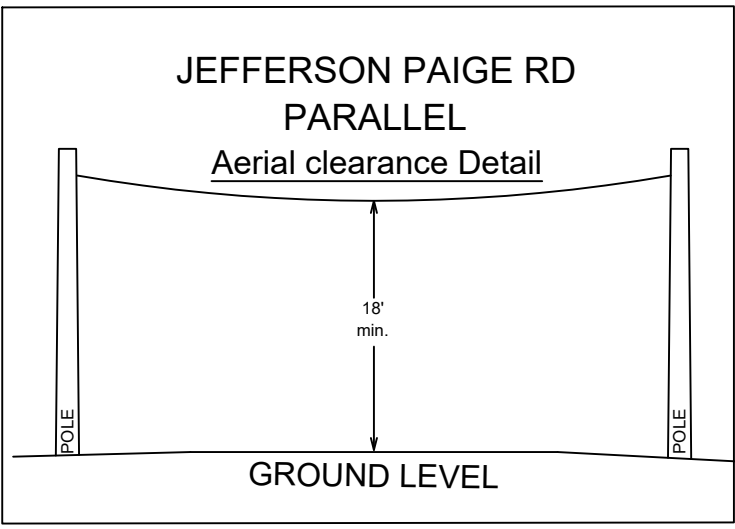 JEFFERSON PAIGE RD
PARALLEL
Aerial clearance Detail
18'
min.
POLE
POLE
GROUND LEVEL